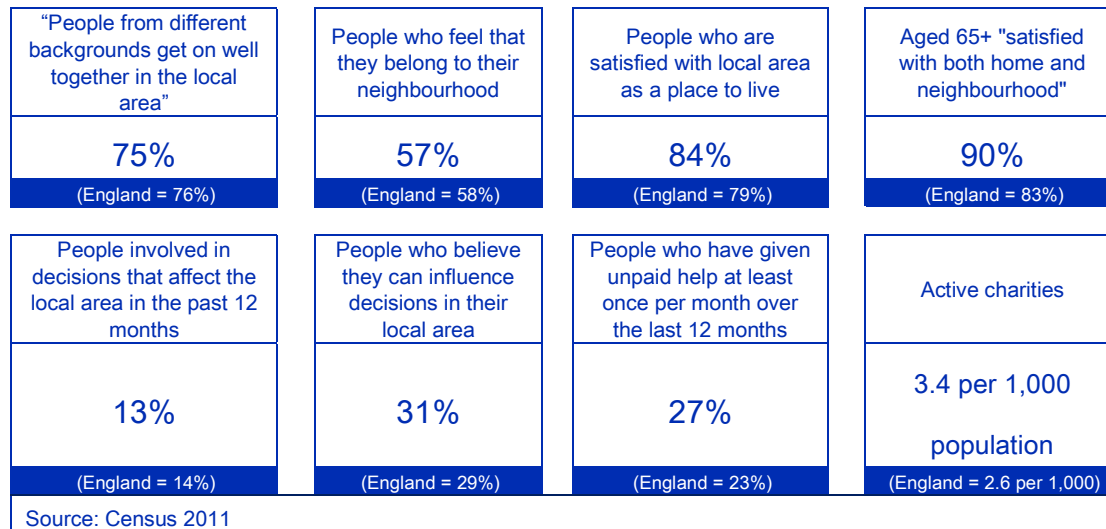 “People from different
backgrounds get on well
together in the local
area”
75%
(England = 76%)
People who feel that
they belong to their
neighbourhood
57%
(England = 58%)
People who are
satisfied with local area
as a place to live
84%
(England = 79%)
Aged 65+ "satisfied
with both home and
neighbourhood"
90%
(England = 83%)
People involved in
decisions that affect the
local area in the past 12
months
13%
(England = 14%)
People who believe
they can influence
decisions in their
local area
31%
(England = 29%)
People who have given
unpaid help at least
once per month over
the last 12 months
27%
(England = 23%)
Active charities
3.4 per 1,000
population
(England = 2.6 per 1,000)
Source: Census 2011